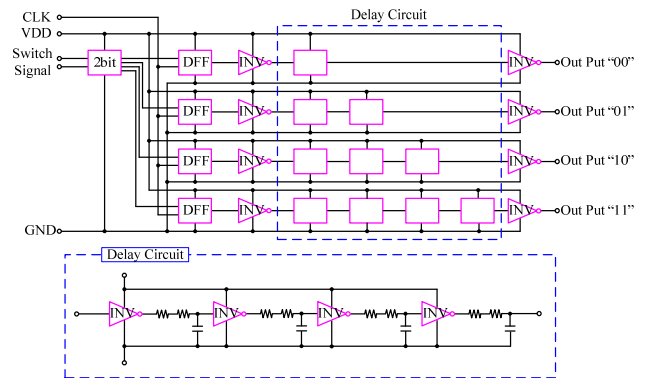 CLK
Delay Circuit
VDD
Switch
Signal
2bit
DFF INV INV Out Put “00”
DFF INV INV Out Put “01”
DFF INV INV Out Put “10”
DFF INV INV Out Put “11”
GND
Delay Circuit
INV INV INV INV